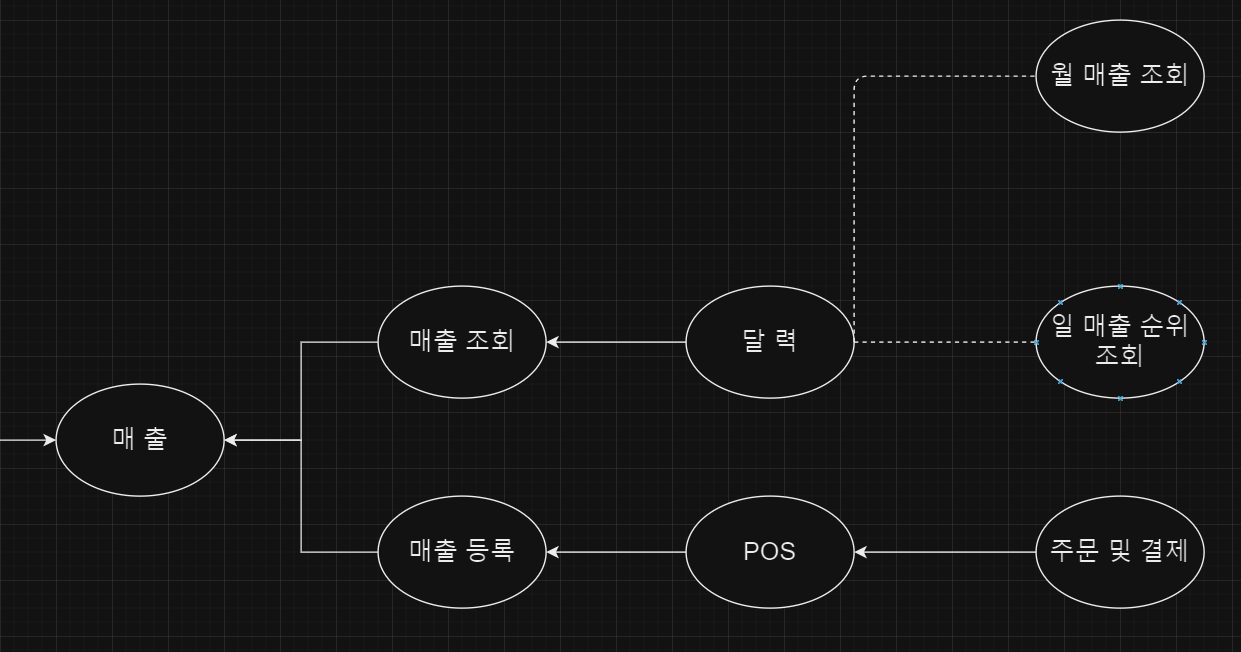 월 매출 조회
매출 조회
달 력
일 매출 순위
조회
매 출
매출 등록
POS
주문 및 결제